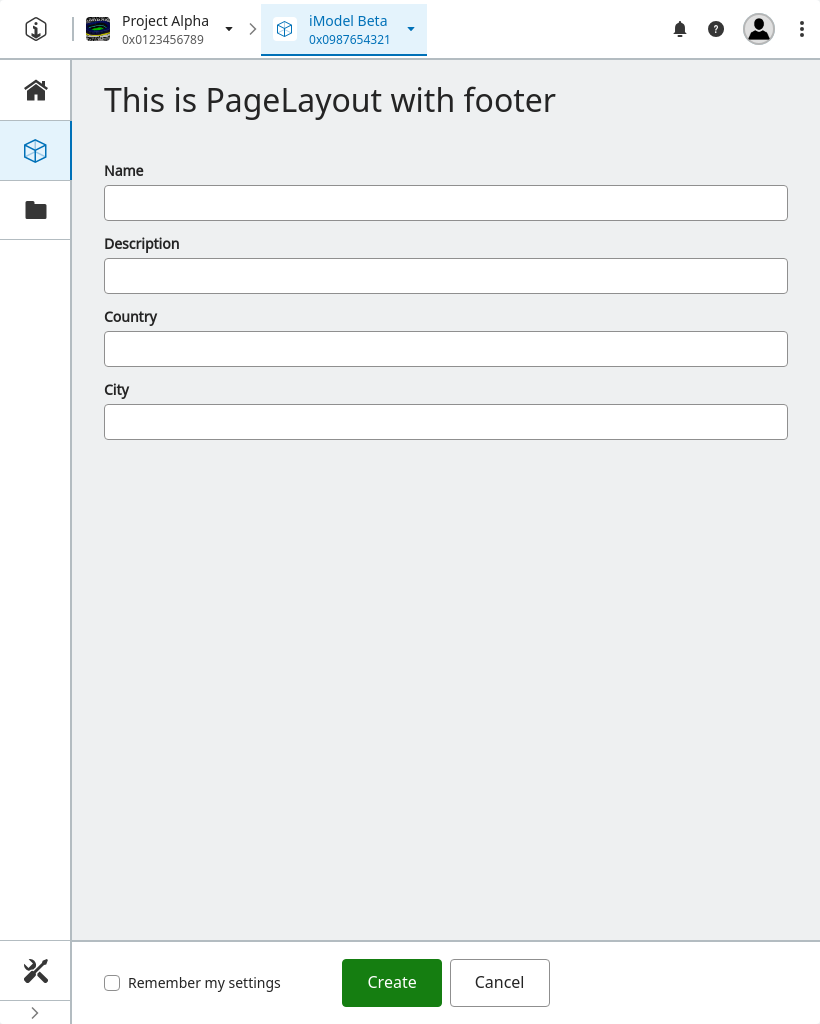 Project Alpha
0x0123456789
iModel Beta
0x0987654321
This is PageLayout with footer
Name
Description
Country
City
Remember my settings
Create
Cancel